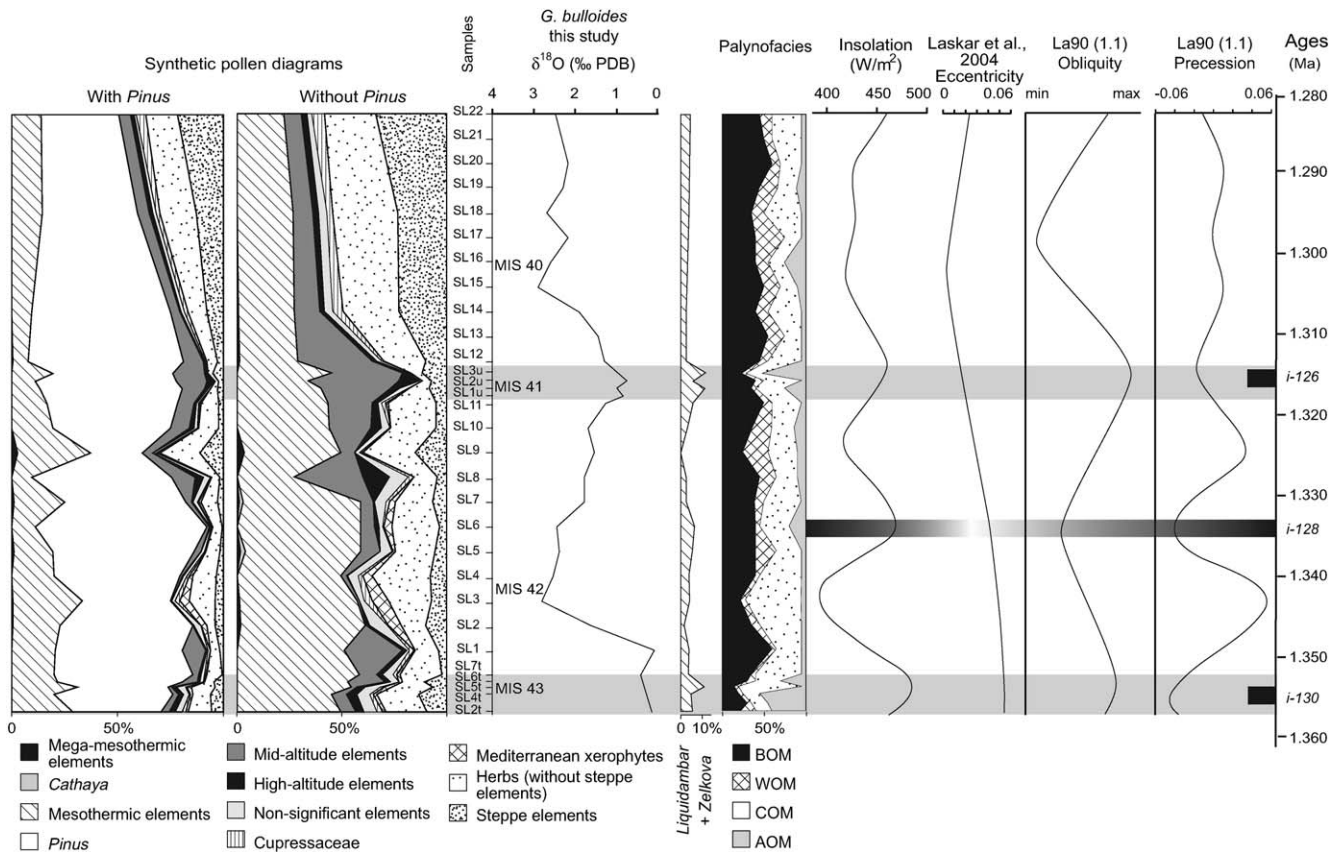 Synthetic pollen diagrams
With Pinus
Without Pinus
Samples
G. bulloides
this study
δ18O (‰ PDB)
4 3 2 1 0
Palynofacies
Insolation
(W/m2)
400 450 500
Laskar et al.,
2004
Eccentricity
0 0.06
La90 (1.1)
Obliquity
min max
La90 (1.1)
Precession
-0.06 0.06
Ages
(Ma)
SL22
SL21
SL20
SL19
SL18
SL17
SL16
SL15
SL14
SL13
SL12
SL3u
SL2u
SL1u
SL11
SL10
SL9
SL8
SL7
SL6
SL5
SL4
SL3
SL2
SL1
SL7t
SL6t
SL5t
SL4t
SL2t
MIS 40
MIS 41
MIS 42
MIS 43
1.280
1.290
1.300
1.310
i-126
1.320
1.330
i-128
1.340
1.350
i-130
1.360
0 50%
50%
0 10%
50%
Liquidambar
+ Zelkova
Mega-mesothermic
elements
Cathaya
Mesothermic elements
Pinus
Mid-altitude elements
High-altitude elements
Non-significant elements
Cupressaceae
Mediterranean xerophytes
Herbs (without steppe
elements)
Steppe elements
BOM
WOM
COM
AOM